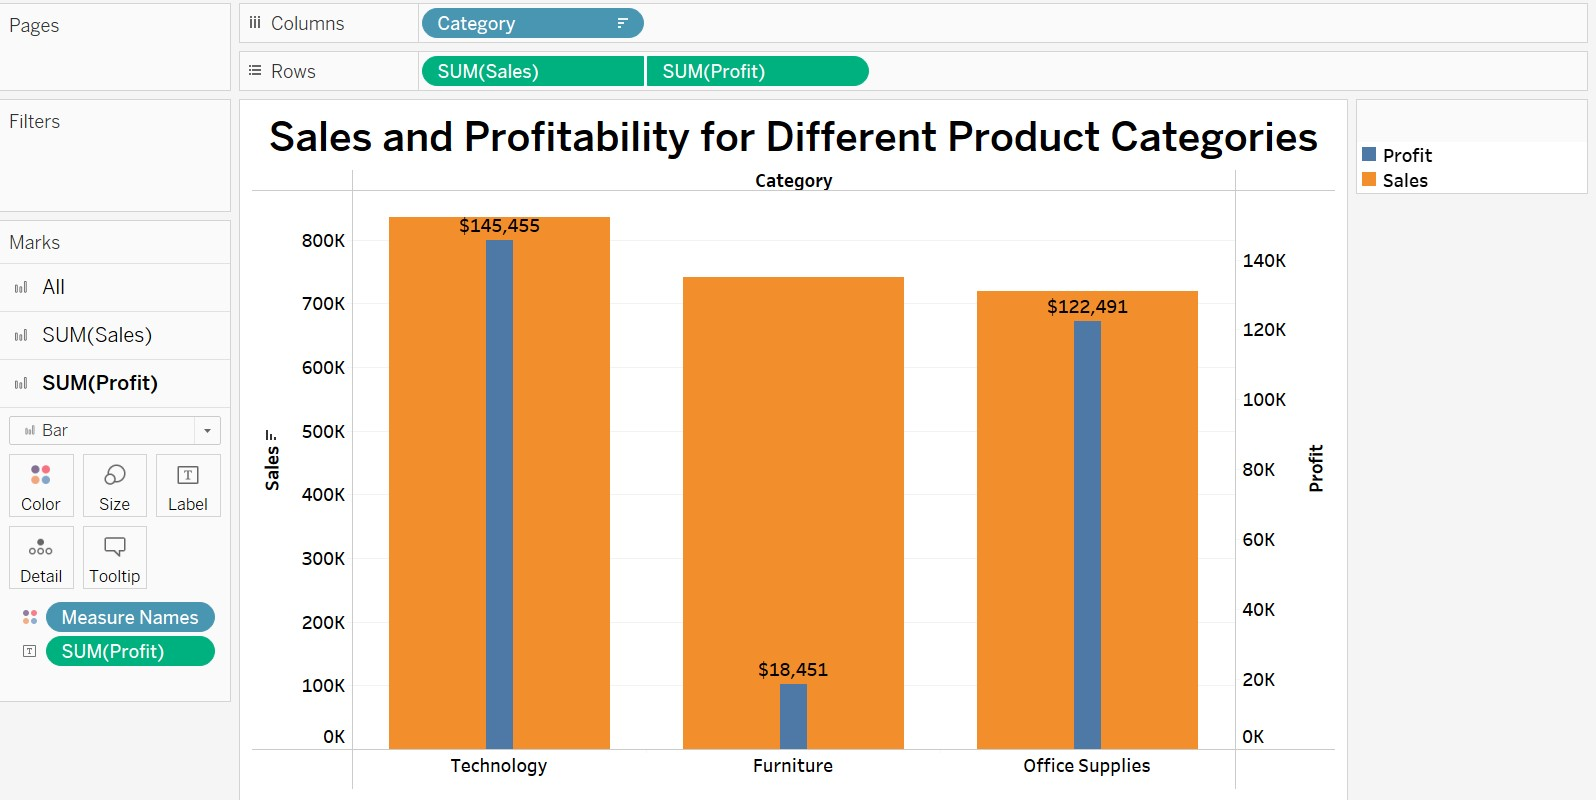 Pages
Columns
Category
Rows
SUM(Sales)
SUM(Profit)
Filters
Marks
All
SUM(Sales)
SUM(Profit)
Bar
Color
Size
T
Label
Detail
Tooltip
Measure Names
T
SUM(Profit)
Sales and Profitability for Different Product Categories
Category
Sales
800K
700K
600K
500K
400K
300K
200K
100K
0K
$145,455
$18,451
$122,491
Technology
Furniture
Office Supplies
140K
120K
100K
80K
60K
40K
20K
0K
Profit
Profit
Sales